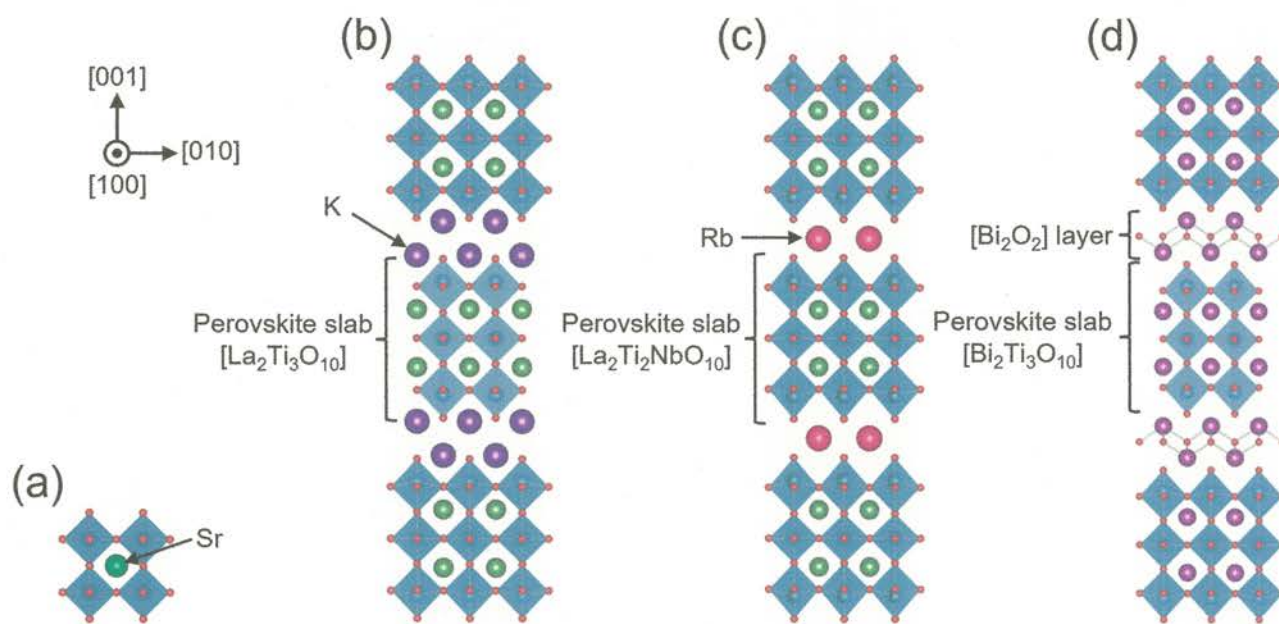 (b)
(c)
(d)
[001]
[010]
[100]
K
Rb
[Bi₂O₂] layer
Perovskite slab
[La₂Ti₃O₁₀]
Perovskite slab
[La₂Ti₂NbO₁₀]
Perovskite slab
[Bi₂Ti₃O₁₀]
(a)
Sr